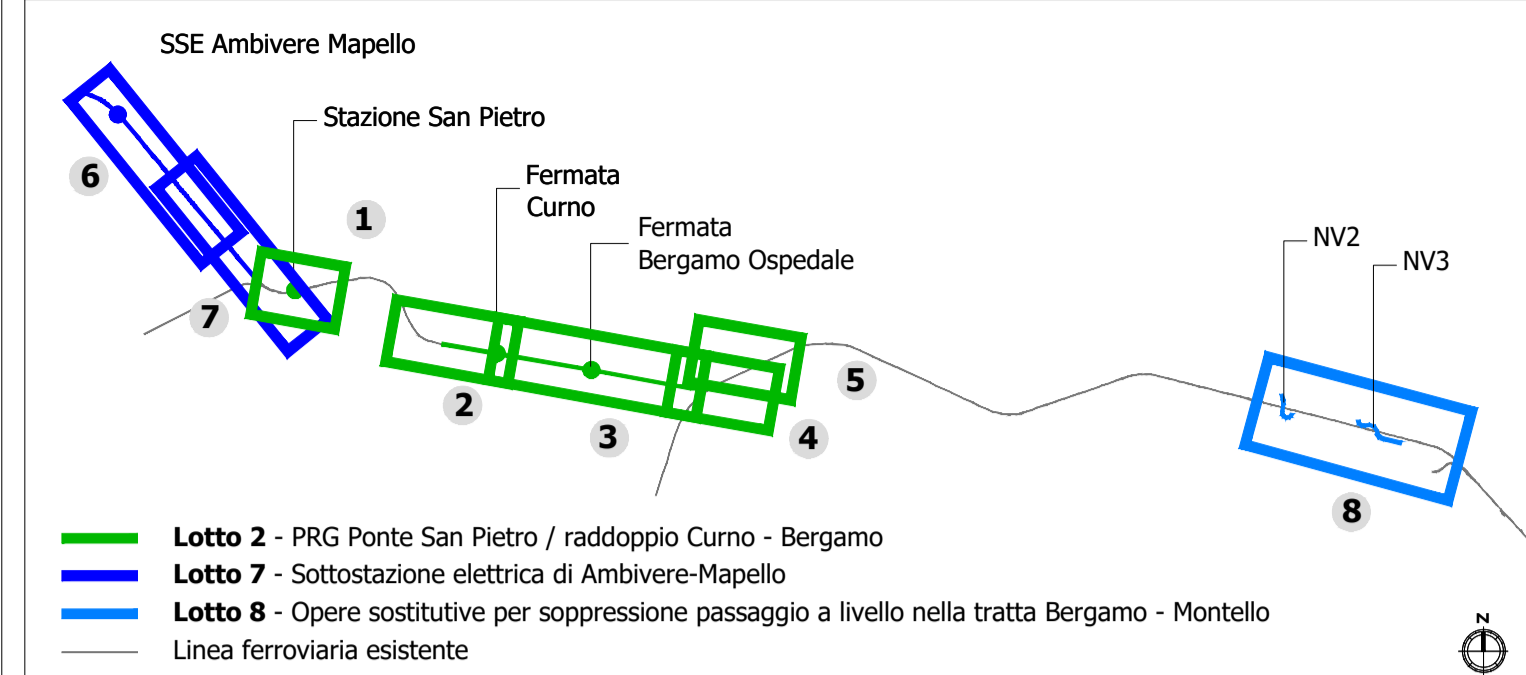 SSE Ambivere Mapello
Stazione San Pietro
6
1
Fermata
Curno
Fermata
Bergamo Ospedale
NV2
NV3
7
2
3
4
5
8
Lotto 2 - PRG Ponte San Pietro / raddoppio Curno - Bergamo
Lotto 7 - Sottostazione elettrica di Ambivere-Mapello
Lotto 8 - Opere sostitutive per soppressione passaggio a livello nella tratta Bergamo - Montello
Linea ferroviaria esistente
N